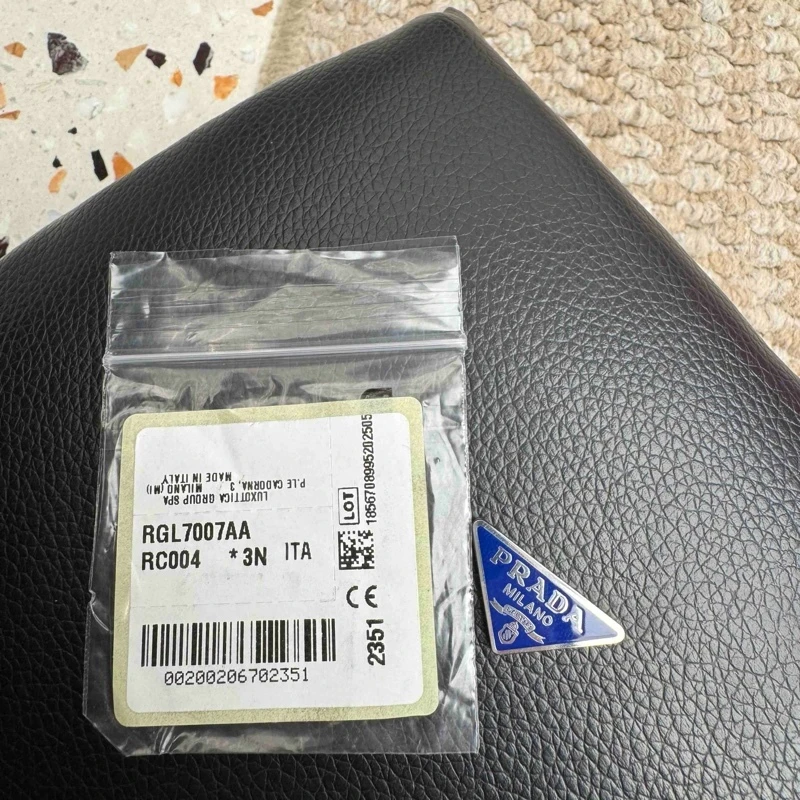 LUXOTTICA GROUP SPA
P.LE CADORNA, 3 MILANO (MI)
MADE IN ITALY
RGL7007AA
RC004 *3N ITA
LOT
1856708995202505
CE
2351
00200206702351
PRADA
MILANO